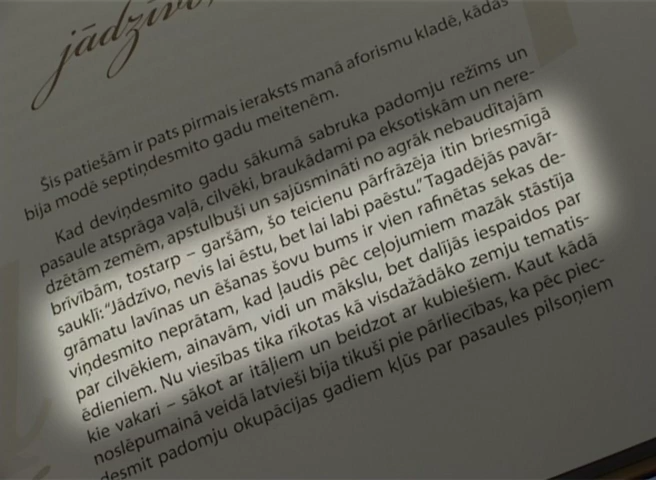 jādzīvo,
Šis patiešām ir pats pirmais ieraksts manā aforismu kladē, kādas
bija modē septiņdesmito gadu meitenēm.
Kad deviņdesmito gadu sākumā sabruka padomju režīms un
pasaule atsprāga vaļā, cilvēki, braukādami pa eksotiskām un nere-
dzētām zemēm, apstulbuši un sajūsmināti no agrāk nebaudītajām
brīvībām, tostarp – garšām, šo teicienu pārfrāzēja itin briesmīgā
sauklī: “Jādzīvo, nevis lai ēstu, bet lai labi paēstu.” Tagadējās pavār-
grāmatu lavīnas un ēšanas šovu bums ir vien rafinētas sekas de-
viņdesmito neprātam, kad ļaudis pēc ceļojumiem mazāk stāstīja
par cilvēkiem, ainavām, vidi un mākslu, bet dalījās iespaidos par
ēdieniem. Nu viesības tika rīkotas kā visdažādāko zemju tematis-
kie vakari – sākot ar itāļiem un beidzot ar kubiešiem. Kaut kādā
noslēpumainā veidā latvieši bija tikuši pie pārliecības, ka pēc piec-
desmit padomju okupācijas gadiem kļūs par pasaules pilsoņiem